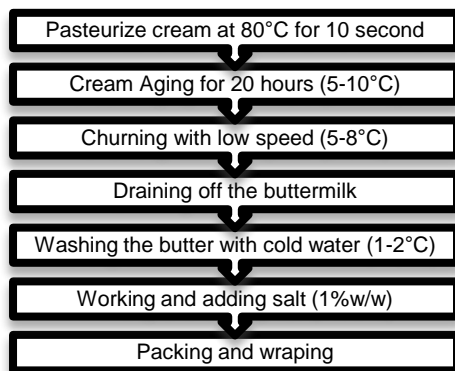 Pasteurize cream at 80°C for 10 second
Cream Aging for 20 hours (5-10°C)
Churning with low speed (5-8°C)
Draining off the buttermilk
Washing the butter with cold water (1-2°C)
Working and adding salt (1%w/w)
Packing and wraping